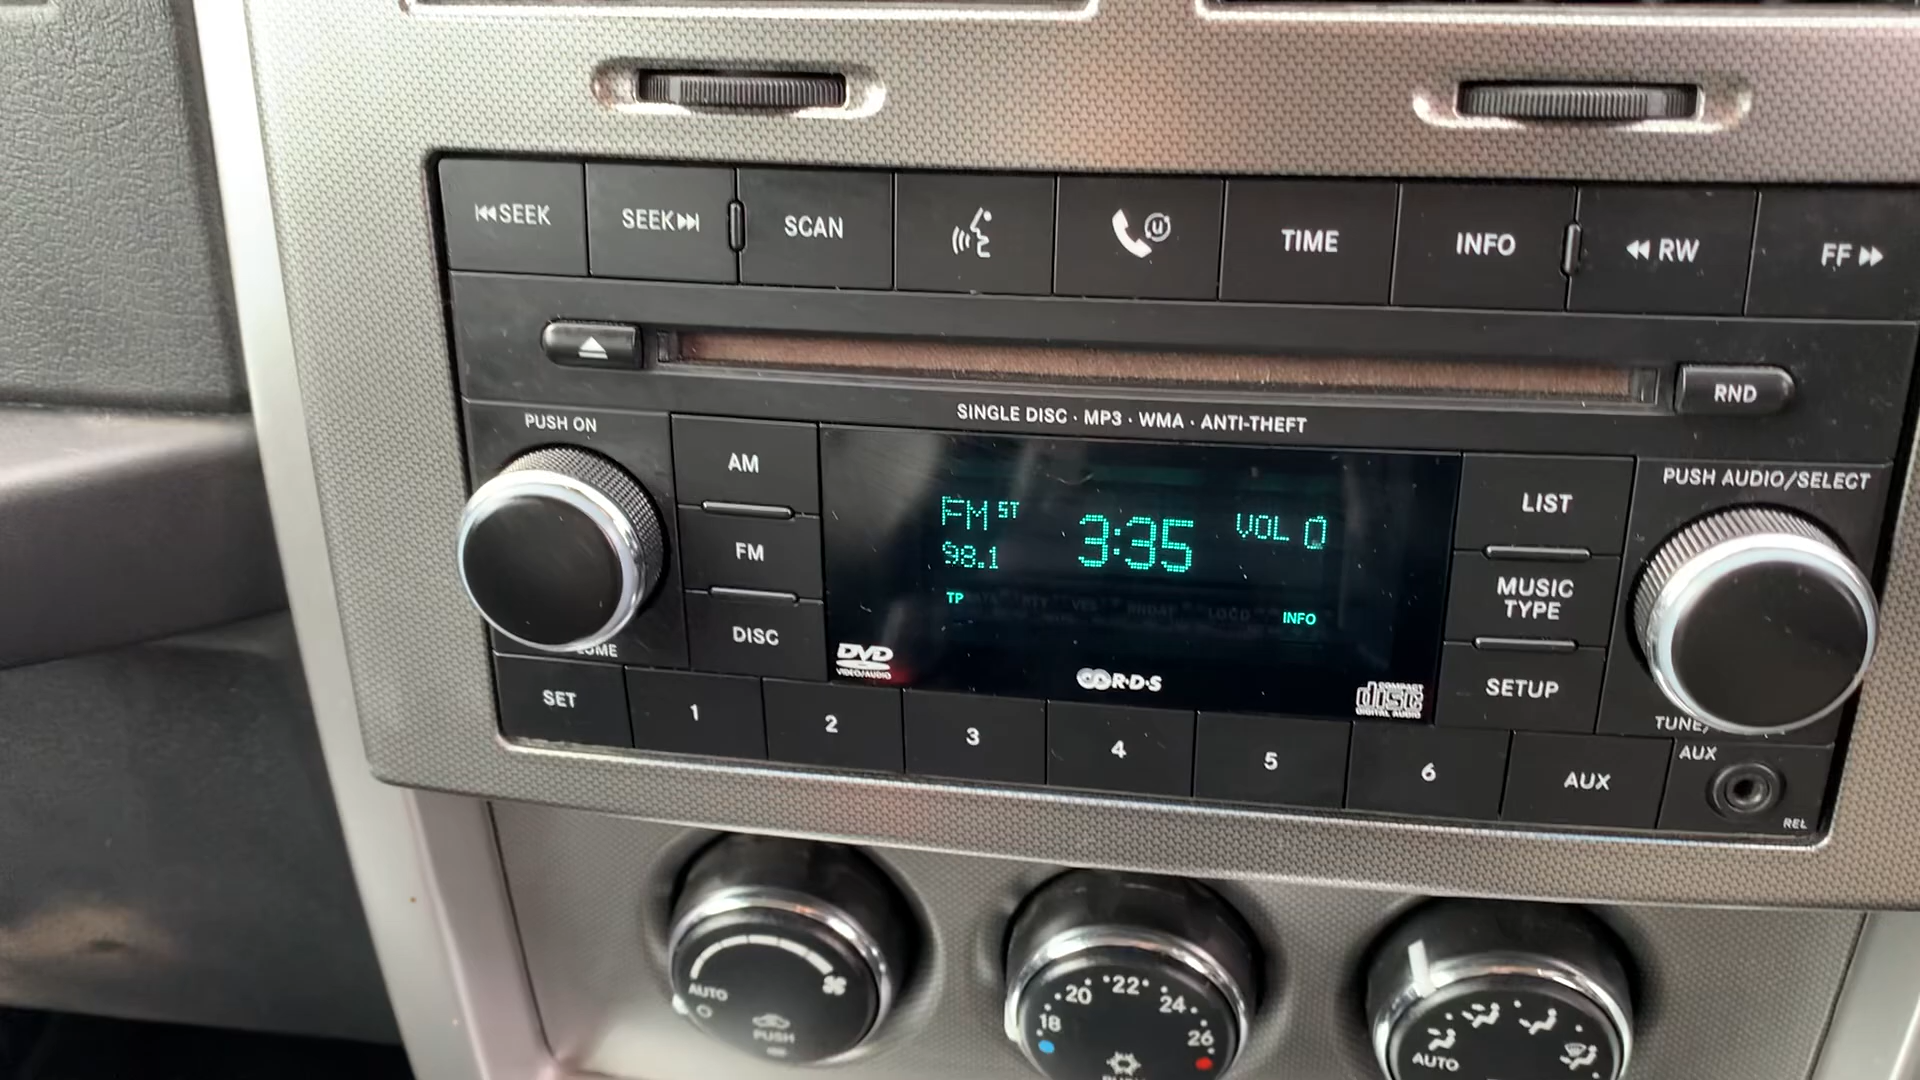 SEEK
SEEK
SCAN
U
TIME
INFO
RW
FF
RND
SINGLE DISC · MP3 · WMA · ANTI-THEFT
PUSH ON
AM
FM
DISC
SET
FM ST
98.1
3:35
VOL 0
TP
INFO
DVD
VIDEO/AUDIO
R·D·S
COMPACT
disc
DIGITAL AUDIO
LIST
MUSIC
TYPE
SETUP
PUSH AUDIO/SELECT
TUNE/
1
2
3
4
5
6
AUX
AUX
REL
AUTO
PUSH
18
20
22
24
26
AUTO